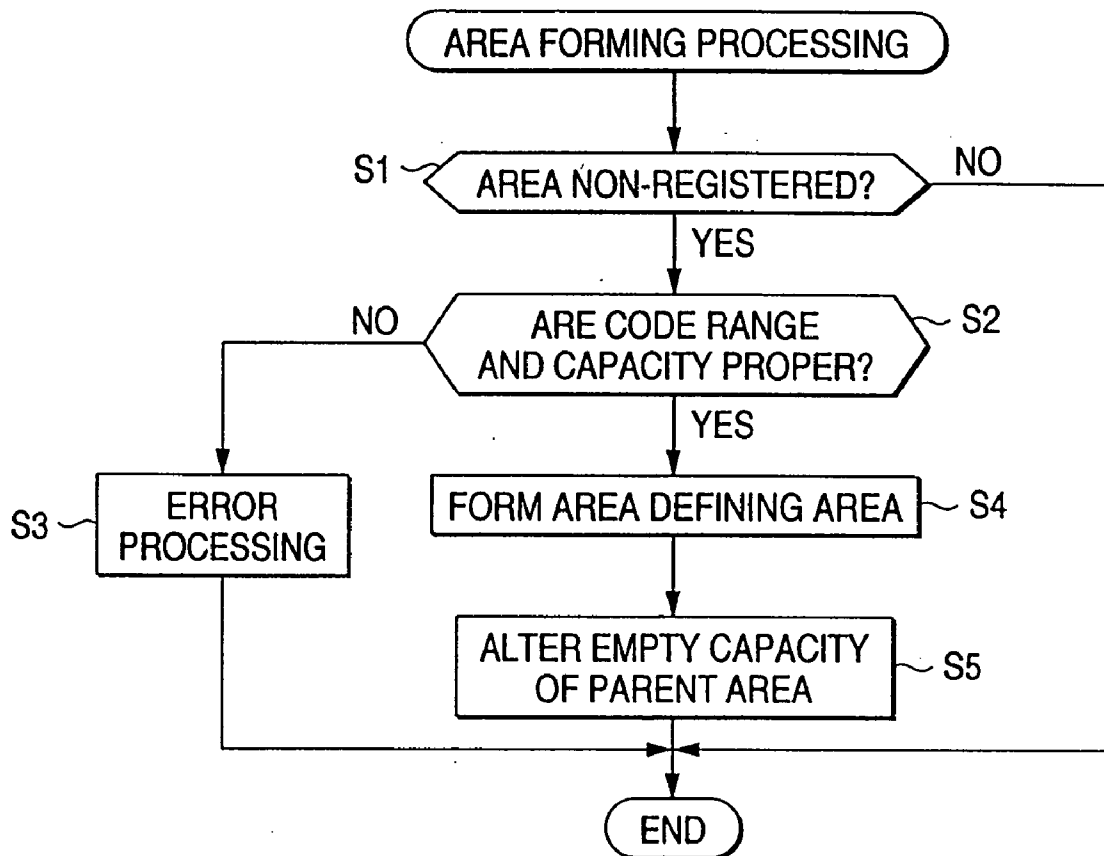 AREA FORMING PROCESSING
S1
AREA NON-REGISTERED?
NO
YES
NO
ARE CODE RANGE
AND CAPACITY PROPER?
S2
YES
S3
ERROR
PROCESSING
FORM AREA DEFINING AREA
S4
ALTER EMPTY CAPACITY
OF PARENT AREA
S5
END